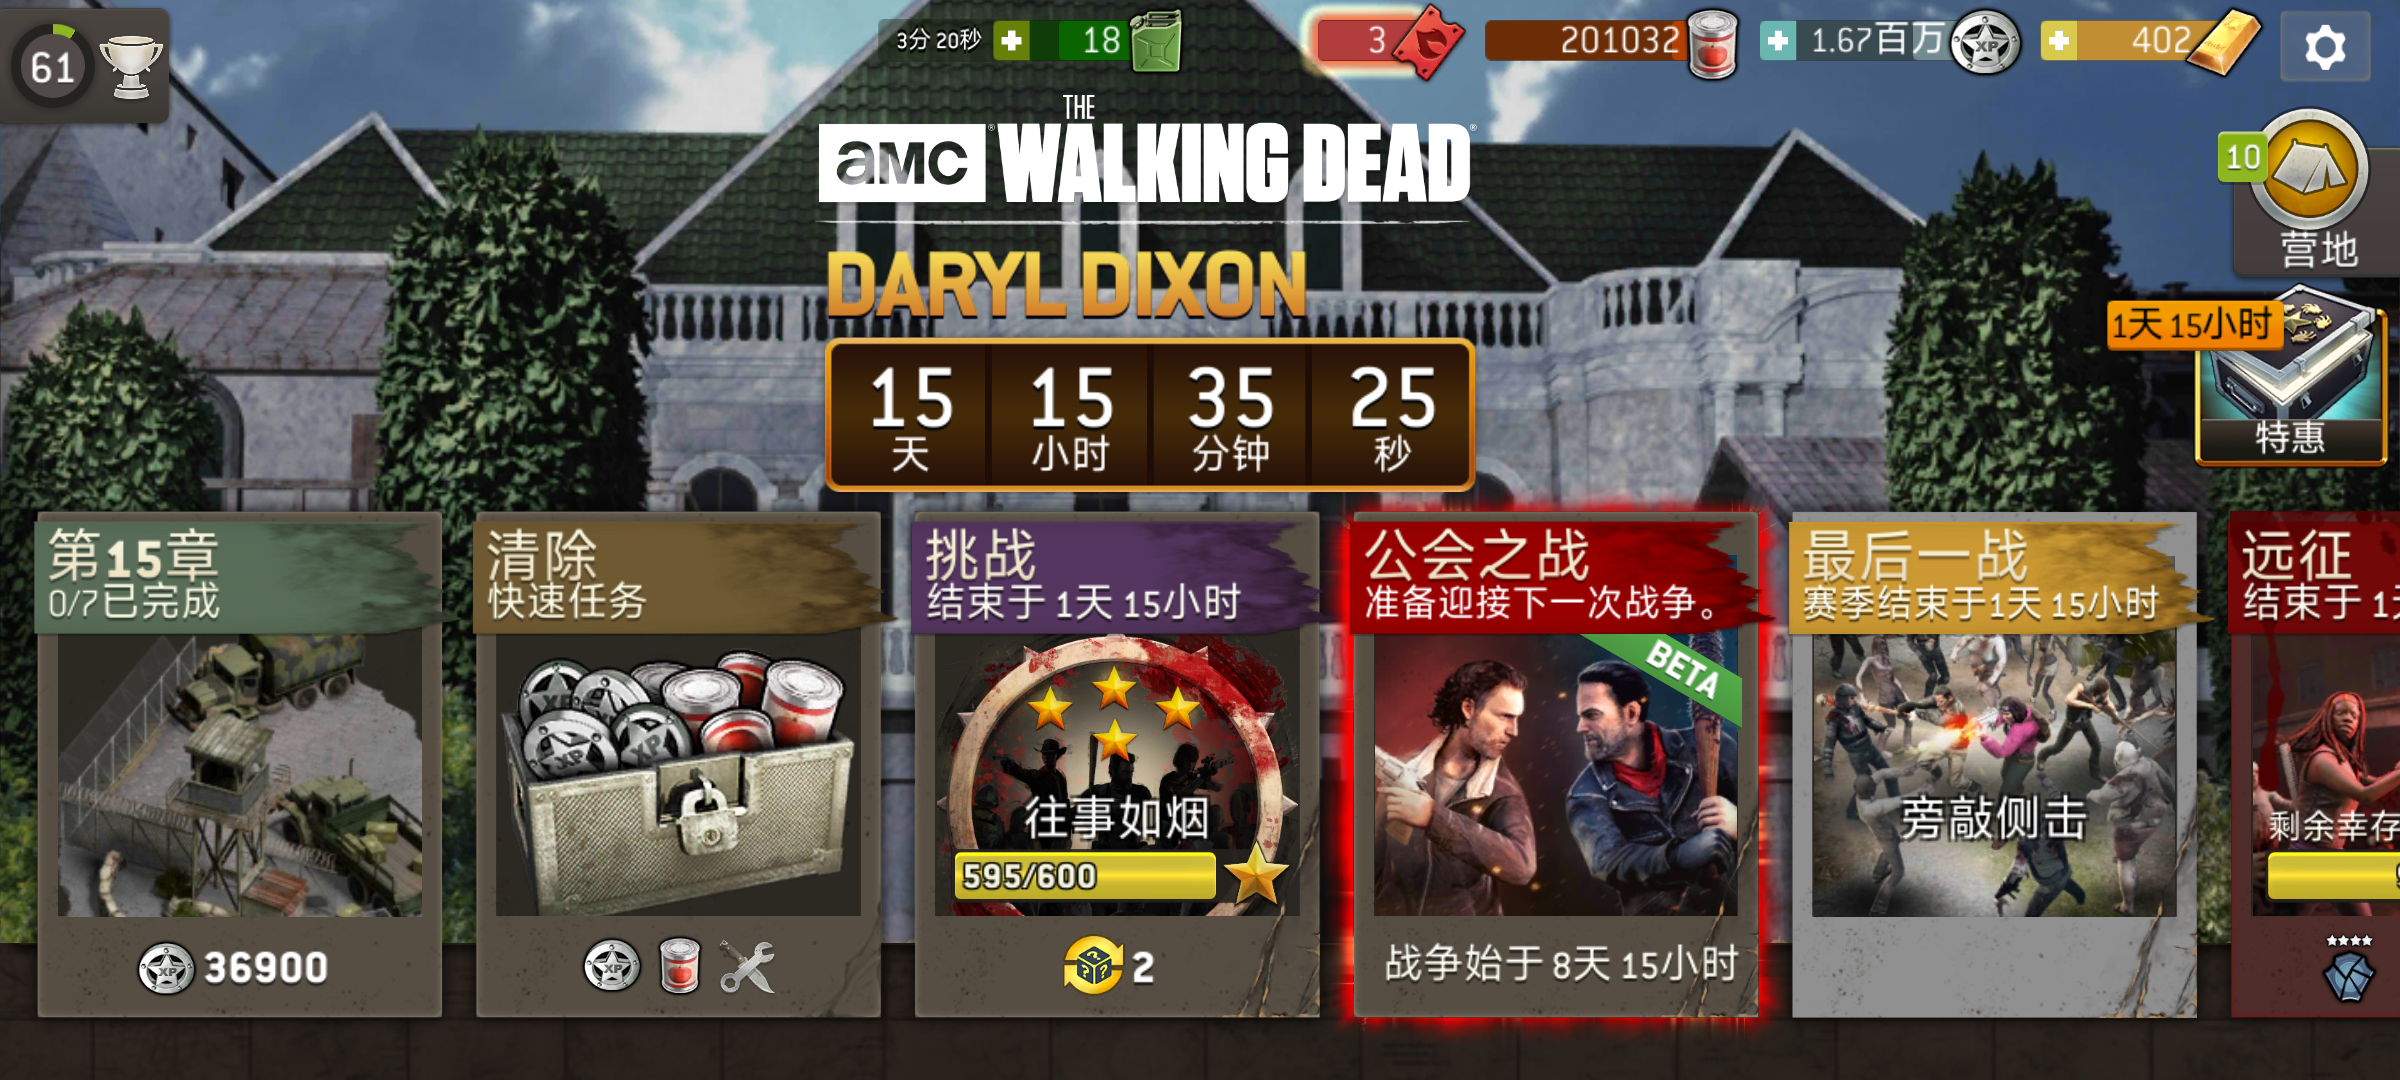 61
3分 20秒
18
3
201032
1.67百万
XP
402
THE
aMC WALKING DEAD
DARYL DIXON
15 15 35 25
天 小时 分钟 秒
10
营地
1天 15小时
特惠
第15章
0/7已完成
36900
清除
快速任务
挑战
结束于 1天 15小时
往事如烟
595/600
2
公会之战
准备迎接下一次战争。
BETA
战争始于 8天 15小时
最后一战
赛季结束于1天 15小时
旁敲侧击
远征
结束于
剩余幸存